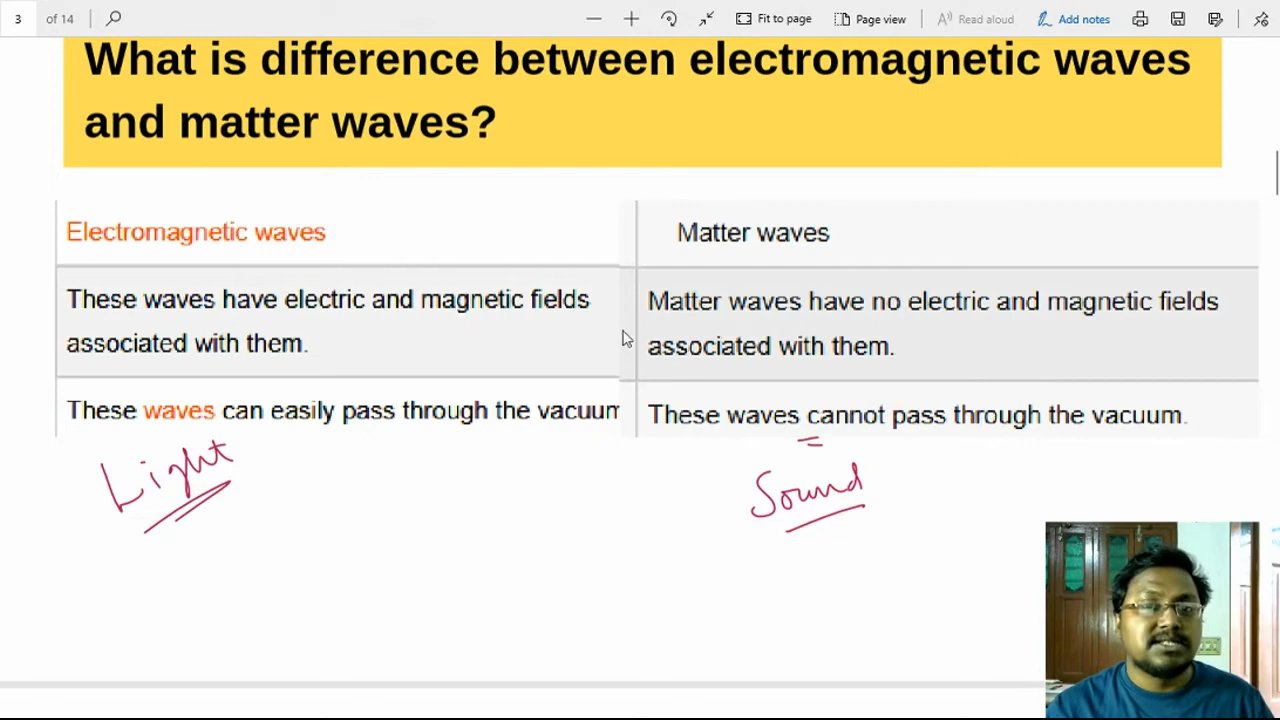 3 of 14 Fit to page Page view Read aloud Add notes
What is difference between electromagnetic waves
and matter waves?
Electromagnetic waves
Matter waves
These waves have electric and magnetic fields
associated with them.
Matter waves have no electric and magnetic fields
associated with them.
These waves can easily pass through the vacuum
These waves cannot pass through the vacuum.
Light
Sound